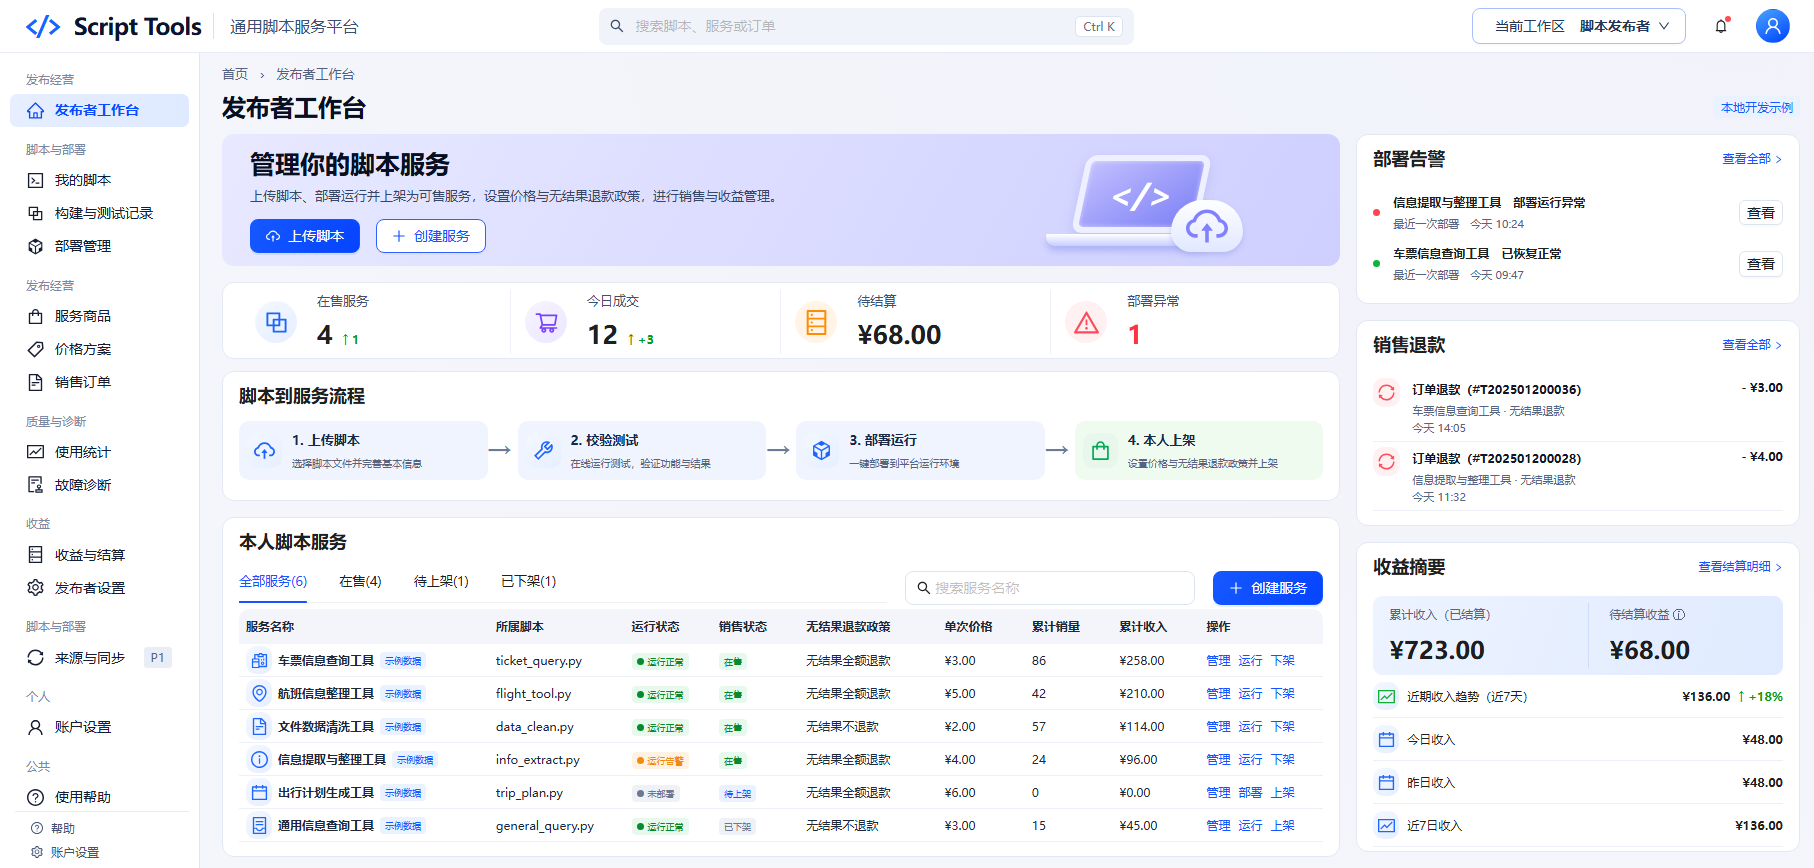 </> Script Tools 通用脚本服务平台
搜索脚本、服务或订单 Ctrl K
当前工作区 脚本发布者
发布经营
发布者工作台
脚本与部署
我的脚本
构建与测试记录
部署管理
发布经营
服务商品
价格方案
销售订单
质量与诊断
使用统计
故障诊断
收益
收益与结算
发布者设置
脚本与部署
来源与同步 P1
个人
账户设置
公共
使用帮助
帮助
账户设置
首页 › 发布者工作台
发布者工作台
本地开发示例
管理你的脚本服务
上传脚本、部署运行并上架为可售服务，设置价格与无结果退款政策，进行销售与收益管理。
上传脚本 + 创建服务
</>
在售服务
4 ↑1
今日成交
12 ↑+3
待结算
¥68.00
部署异常
1
脚本到服务流程
1. 上传脚本
选择脚本文件并完善基本信息
2. 校验测试
在线运行测试，验证功能与结果
3. 部署运行
一键部署到平台运行环境
4. 本人上架
设置价格与无结果退款政策并上架
本人脚本服务
全部服务(6) 在售(4) 待上架(1) 已下架(1)
搜索服务名称 + 创建服务
服务名称 所属脚本 运行状态 销售状态 无结果退款政策 单次价格 累计销量 累计收入 操作
车票信息查询工具 示例数据 ticket_query.py 运行正常 在售 无结果全额退款 ¥3.00 86 ¥258.00 管理 运行 下架
航班信息整理工具 示例数据 flight_tool.py 运行正常 在售 无结果全额退款 ¥5.00 42 ¥210.00 管理 运行 下架
文件数据清洗工具 示例数据 data_clean.py 运行正常 在售 无结果不退款 ¥2.00 57 ¥114.00 管理 运行 下架
信息提取与整理工具 示例数据 info_extract.py 运行告警 在售 无结果全额退款 ¥4.00 24 ¥96.00 管理 运行 下架
出行计划生成工具 示例数据 trip_plan.py 未部署 待上架 无结果全额退款 ¥6.00 0 ¥0.00 管理 部署 上架
通用信息查询工具 示例数据 general_query.py 运行正常 已下架 无结果不退款 ¥3.00 15 ¥45.00 管理 运行 上架
部署告警 查看全部 >
信息提取与整理工具 部署运行异常
最近一次部署 今天 10:24
查看
车票信息查询工具 已恢复正常
最近一次部署 今天 09:47
查看
销售退款 查看全部 >
订单退款（#T202501200036） - ¥3.00
车票信息查询工具 · 无结果退款
今天 14:05
订单退款（#T202501200028） - ¥4.00
信息提取与整理工具 · 无结果退款
今天 11:32
收益摘要 查看结算明细 >
累计收入（已结算）
¥723.00
待结算收益
¥68.00
近期收入趋势（近7天） ¥136.00 ↑ +18%
今日收入 ¥48.00
昨日收入 ¥48.00
近7日收入 ¥136.00